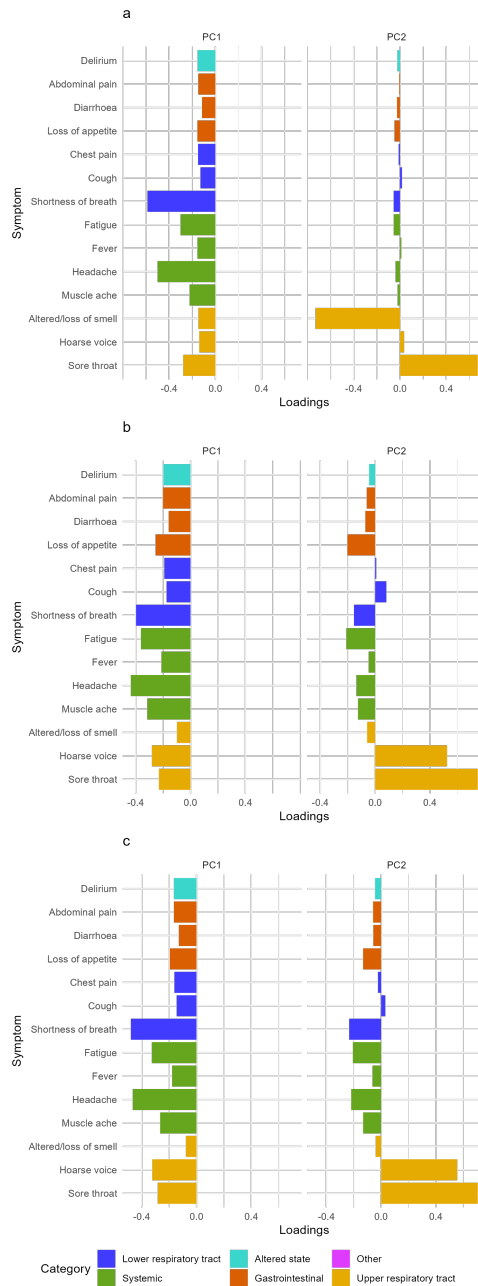 a
PC1 PC2
Delirium
Abdominal pain
Diarrhoea
Loss of appetite
Chest pain
Cough
Shortness of breath
Fatigue
Fever
Headache
Muscle ache
Altered/loss of smell
Hoarse voice
Sore throat
Symptom
-0.4 0.0 0.4 -0.4 0.0 0.4
Loadings
b
PC1 PC2
Delirium
Abdominal pain
Diarrhoea
Loss of appetite
Chest pain
Cough
Shortness of breath
Fatigue
Fever
Headache
Muscle ache
Altered/loss of smell
Hoarse voice
Sore throat
Symptom
-0.4 0.0 0.4 -0.4 0.0 0.4
Loadings
c
PC1 PC2
Delirium
Abdominal pain
Diarrhoea
Loss of appetite
Chest pain
Cough
Shortness of breath
Fatigue
Fever
Headache
Muscle ache
Altered/loss of smell
Hoarse voice
Sore throat
Symptom
-0.4 0.0 0.4 -0.4 0.0 0.4
Loadings
Category
Lower respiratory tract Altered state Other
Systemic Gastrointestinal Upper respiratory tract